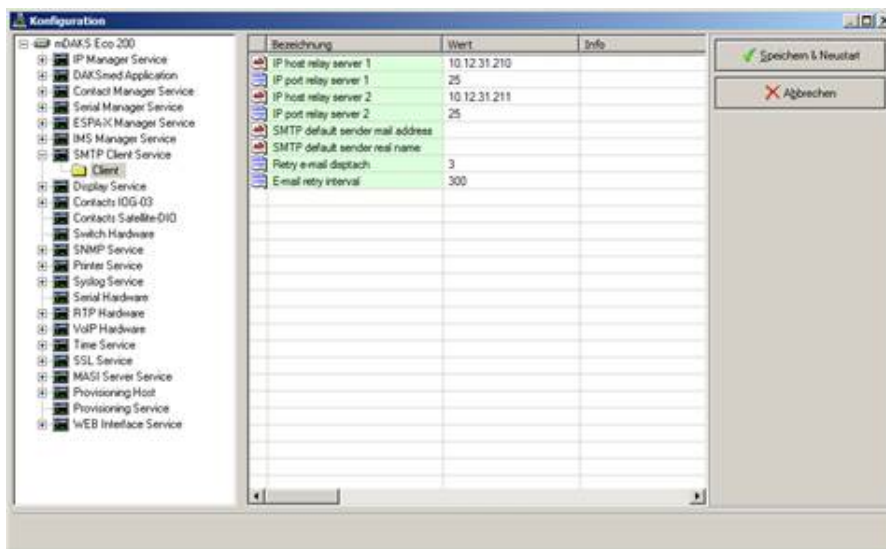 Konfiguration
mDAKS Eco 200
IP Manager Service
DAKSmed Application
Contact Manager Service
Serial Manager Service
ESPA-X Manager Service
IMS Manager Service
SMTP Client Service
Client
Display Service
Contacts IOG-03
Contacts Satellite-DIO
Switch Hardware
SNMP Service
Printer Service
Syslog Service
Serial Hardware
RTP Hardware
VoIP Hardware
Time Service
SSL Service
MASI Server Service
Provisioning Host
Provisioning Service
WEB Interface Service
Bezeichnung Wert Info
IP host relay server 1 10.12.31.210
IP port relay server 1 25
IP host relay server 2 10.12.31.211
IP port relay server 2 25
SMTP default sender mail address
SMTP default sender real name
Retry e-mail disptach 3
E-mail retry interval 300
Speichern & Neustart
Abbrechen